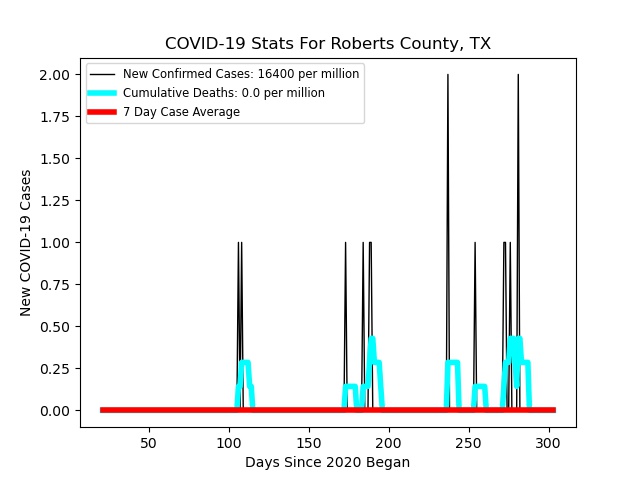 COVID-19 Stats For Roberts County, TX
New Confirmed Cases: 16400 per million
Cumulative Deaths: 0.0 per million
7 Day Case Average
New COVID-19 Cases
2.00
1.75
1.50
1.25
1.00
0.75
0.50
0.25
0.00
50 100 150 200 250 300
Days Since 2020 Began